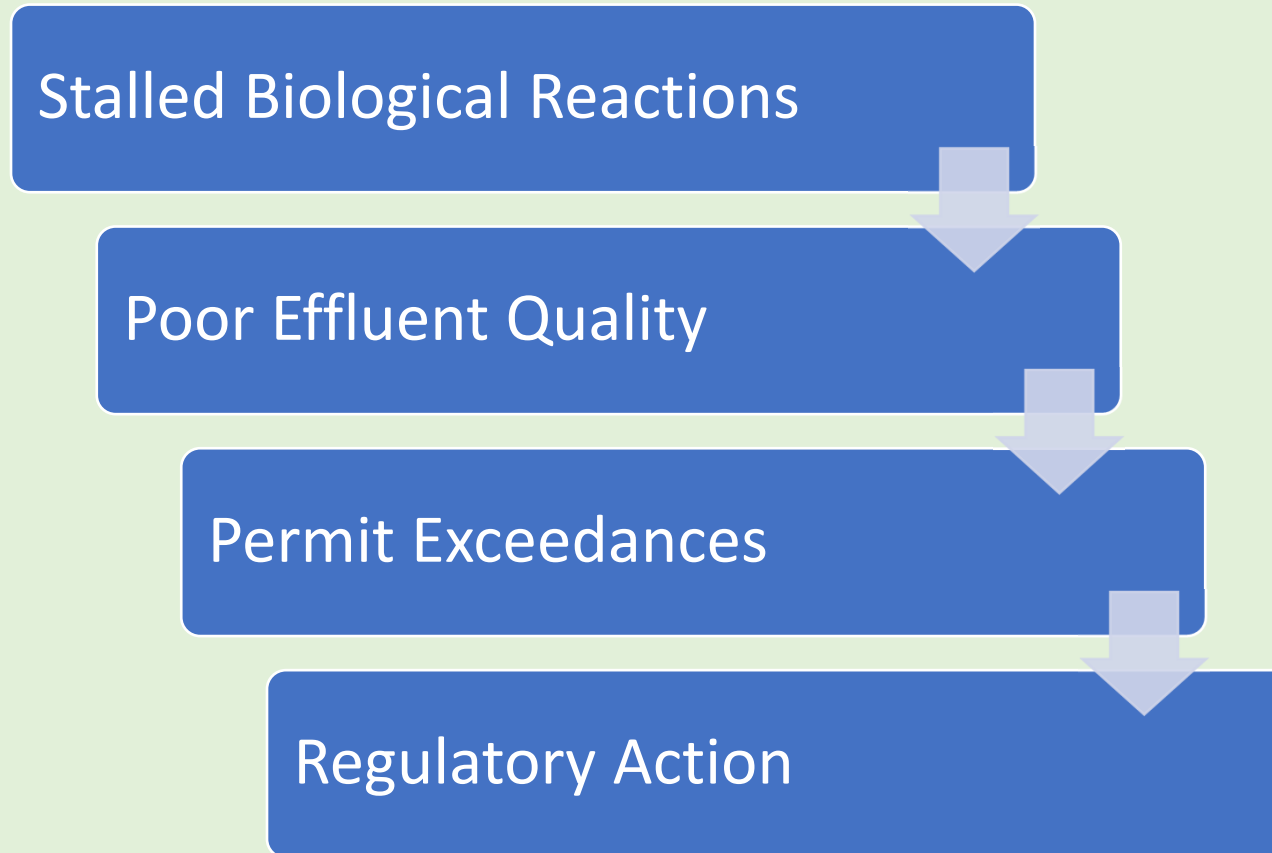 Stalled Biological Reactions
Poor Effluent Quality
Permit Exceedances
Regulatory Action